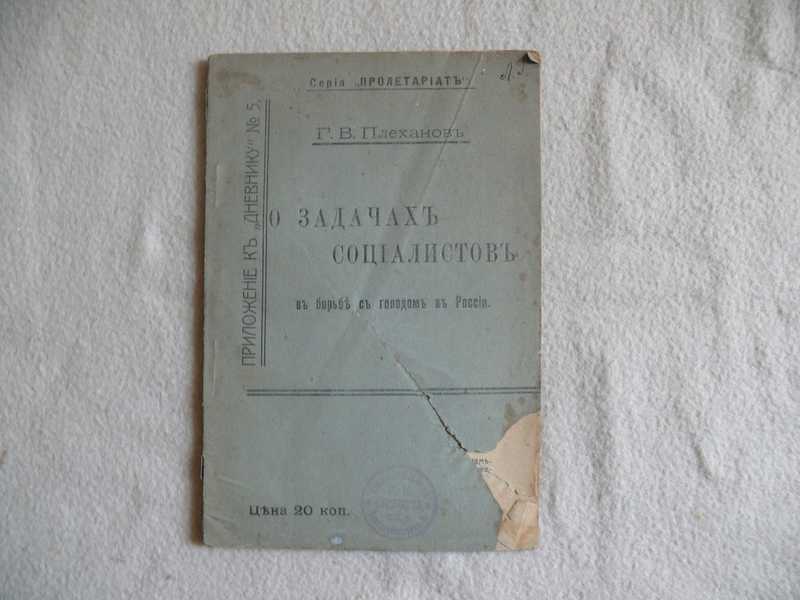 Л. Г.
Серія „ПРОЛЕТАРІАТЪ“.
Г. В. Плехановъ
ПРИЛОЖЕНІЕ КЪ „ДНЕВНИКУ“ № 5.
О ЗАДАЧАХЪ
СОЦІАЛИСТОВЪ
въ борьбѣ съ голодомъ въ Россіи.
Цѣна 20 коп.